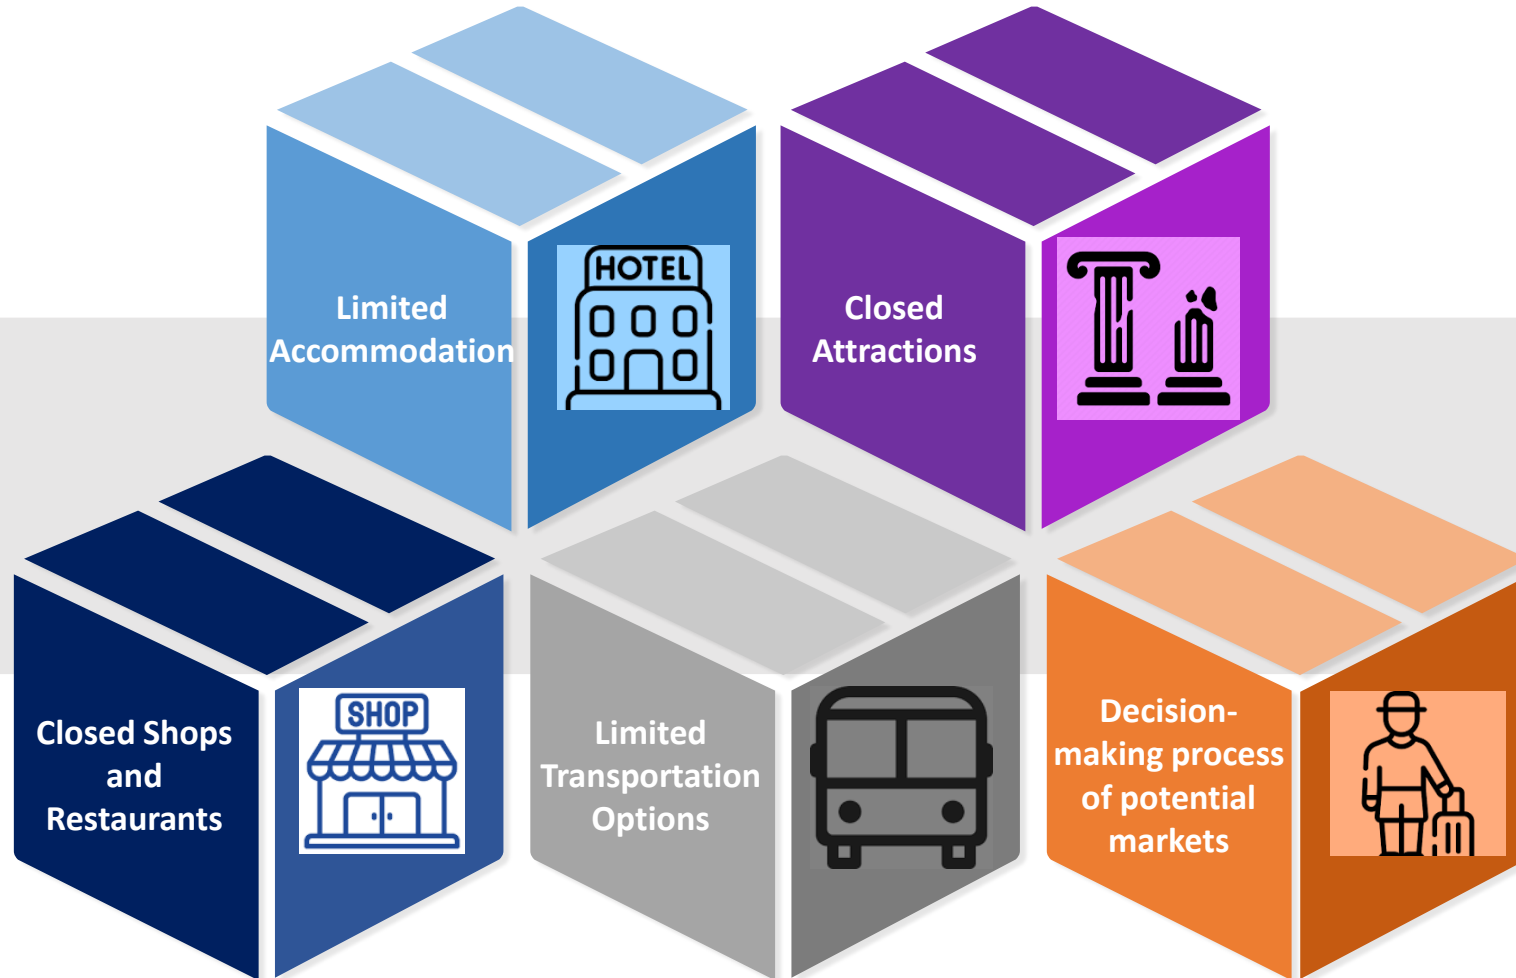 HOTEL
Limited
Accommodation
Closed
Attractions
SHOP
Closed Shops
and
Restaurants
Limited
Transportation
Options
Decision-
making process
of potential
markets